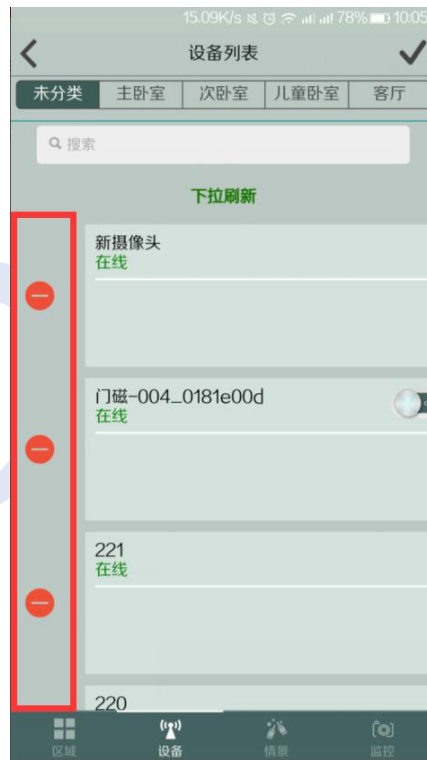 15.09K/s 78% 10:05
设备列表
未分类 主卧室 次卧室 儿童卧室 客厅
搜索
下拉刷新
新摄像头
在线
门磁-004_0181e00d
在线
221
在线
220
区域 设备 情景 监控